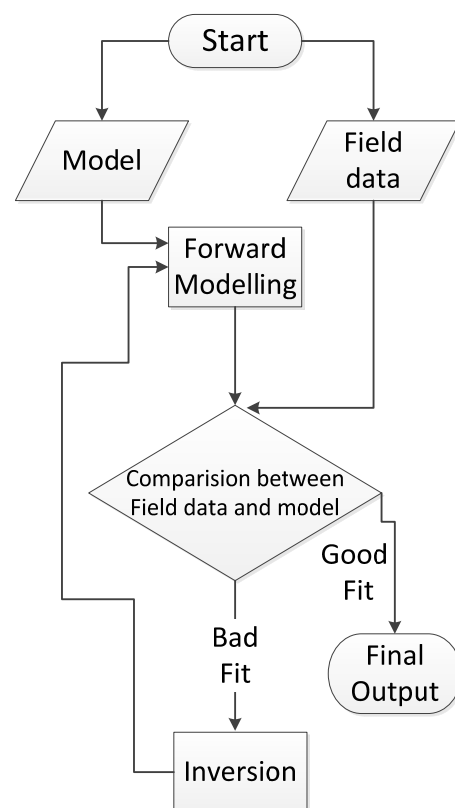 Start
Model
Field
data
Forward
Modelling
Comparision between
Field data and model
Good
Fit
Bad
Fit
Final
Output
Inversion